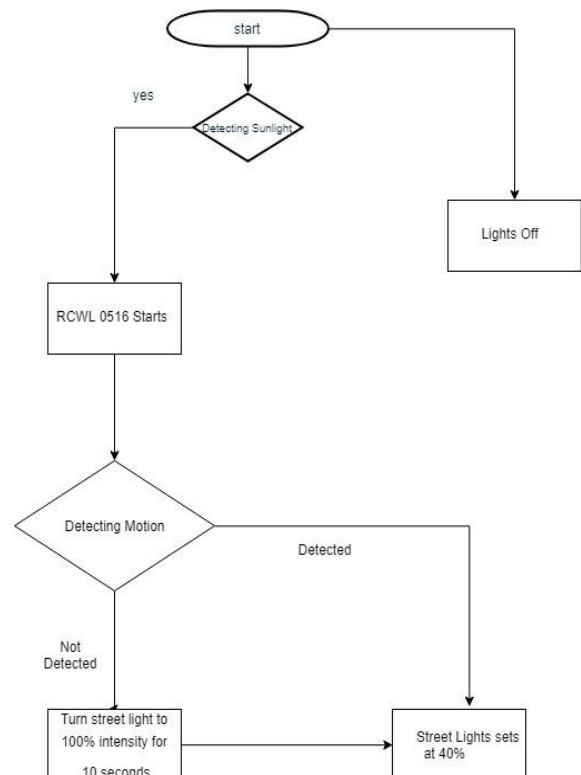 start
yes
Detecting Sunlight
Lights Off
RCWL 0516 Starts
Detecting Motion
Detected
Not
Detected
Turn street light to
100% intensity for
10 seconds
Street Lights sets
at 40%